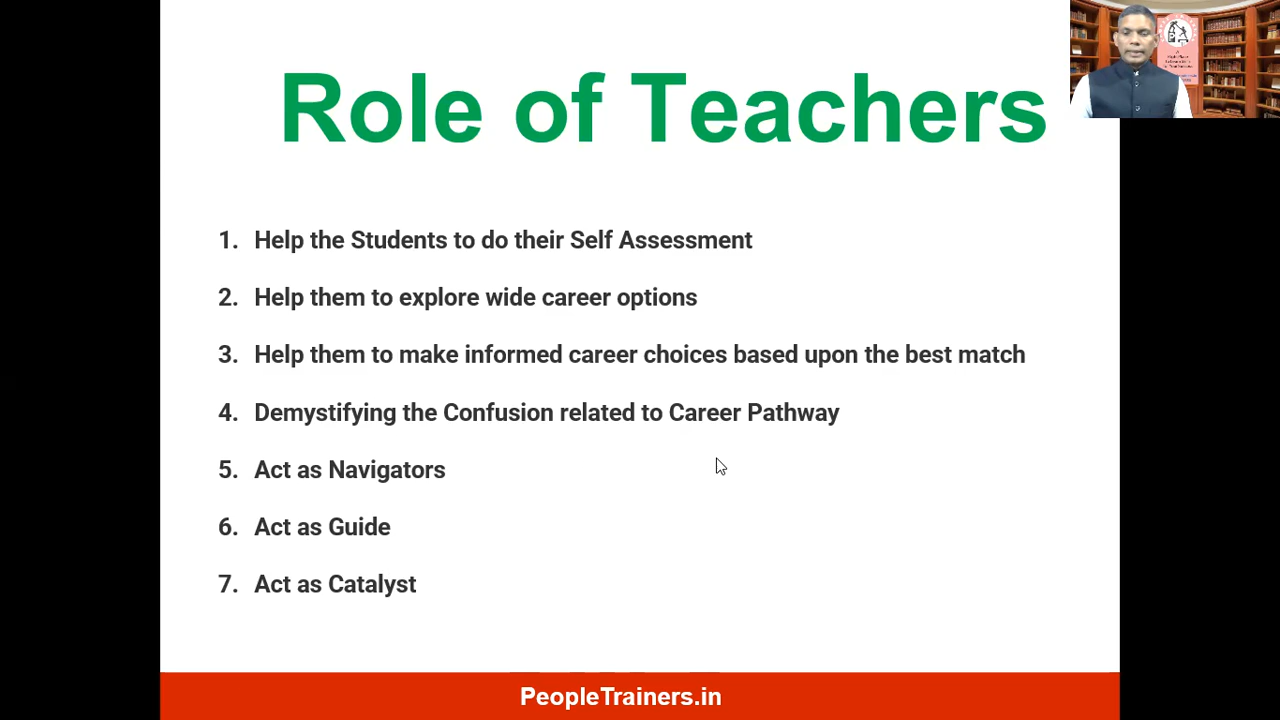 Role of Teachers
1. Help the Students to do their Self Assessment
2. Help them to explore wide career options
3. Help them to make informed career choices based upon the best match
4. Demystifying the Confusion related to Career Pathway
5. Act as Navigators
6. Act as Guide
7. Act as Catalyst
PeopleTrainers.in